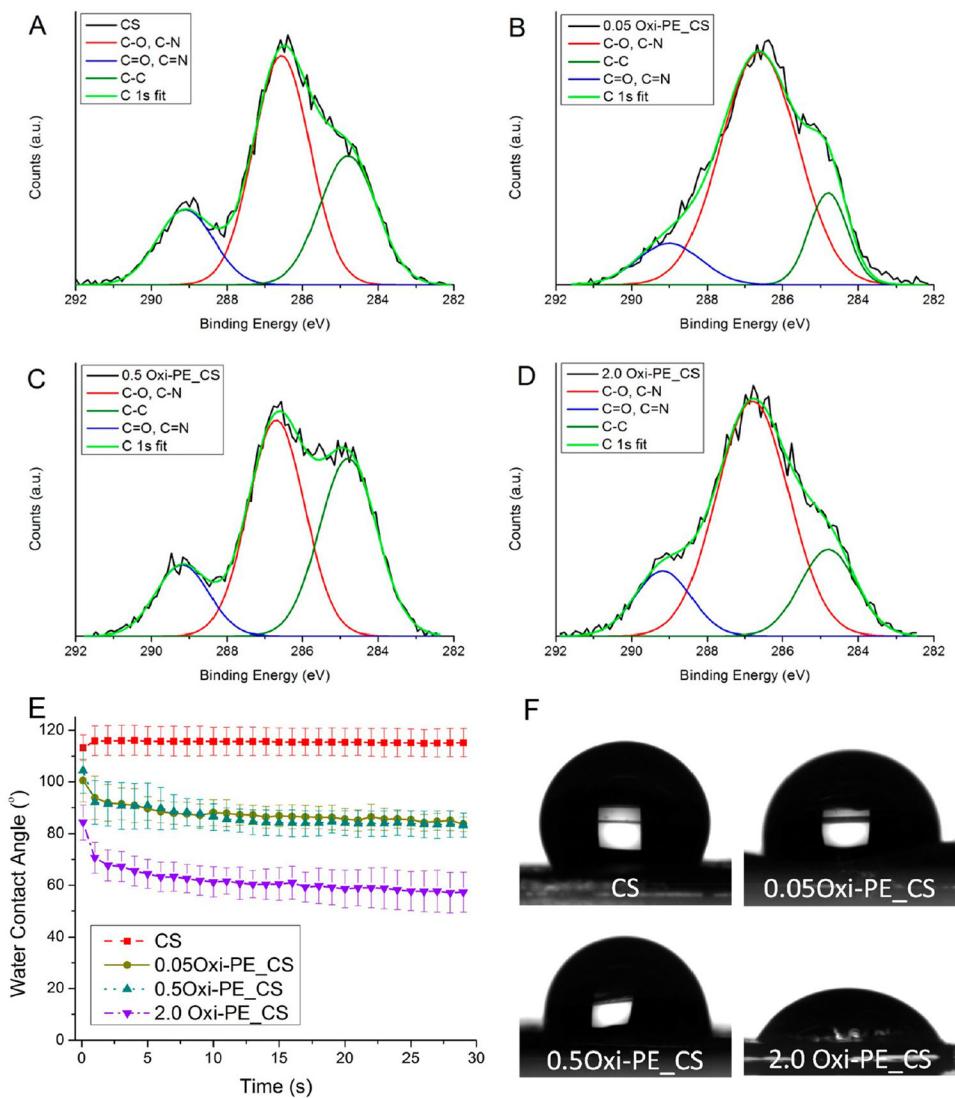 A
CS
C-O, C-N
C=O, C=N
C-C
C 1s fit
Counts (a.u.)
292 290 288 286 284 282
Binding Energy (eV)
B
0.05 Oxi-PE_CS
C-O, C-N
C-C
C=O, C=N
C 1s fit
Counts (a.u.)
292 290 288 286 284 282
Binding Energy (eV)
C
0.5 Oxi-PE_CS
C-O, C-N
C-C
C=O, C=N
C 1s fit
Counts (a.u.)
292 290 288 286 284 282
Binding Energy (eV)
D
2.0 Oxi-PE_CS
C-O, C-N
C=O, C=N
C-C
C 1s fit
Counts (a.u.)
292 290 288 286 284 282
Binding Energy (eV)
E
Water Contact Angle (°)
120
100
80
60
40
20
0
CS
0.05Oxi-PE_CS
0.5Oxi-PE_CS
2.0 Oxi-PE_CS
0 5 10 15 20 25 30
Time (s)
F
CS
0.05Oxi-PE_CS
0.5Oxi-PE_CS
2.0 Oxi-PE_CS